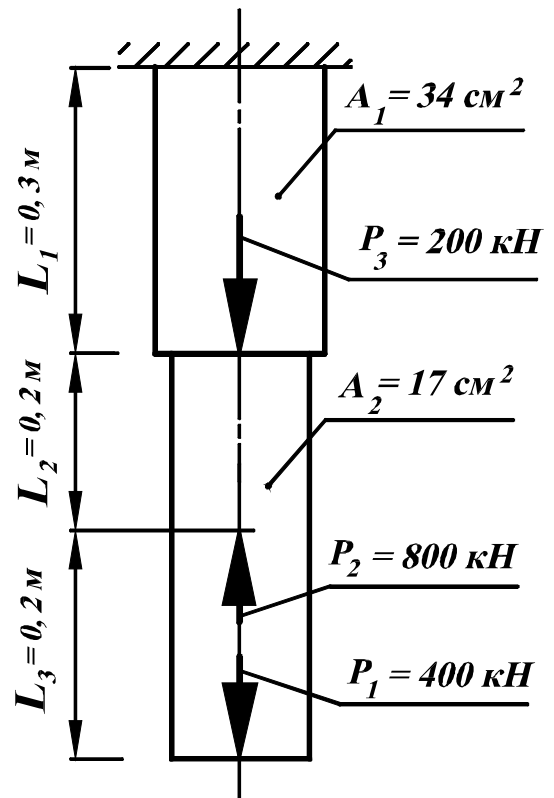 A₁ = 34 см²
L₁ = 0,3 м
P₃ = 200 кН
A₂ = 17 см²
L₂ = 0,2 м
P₂ = 800 кН
L₃ = 0,2 м
P₁ = 400 кН